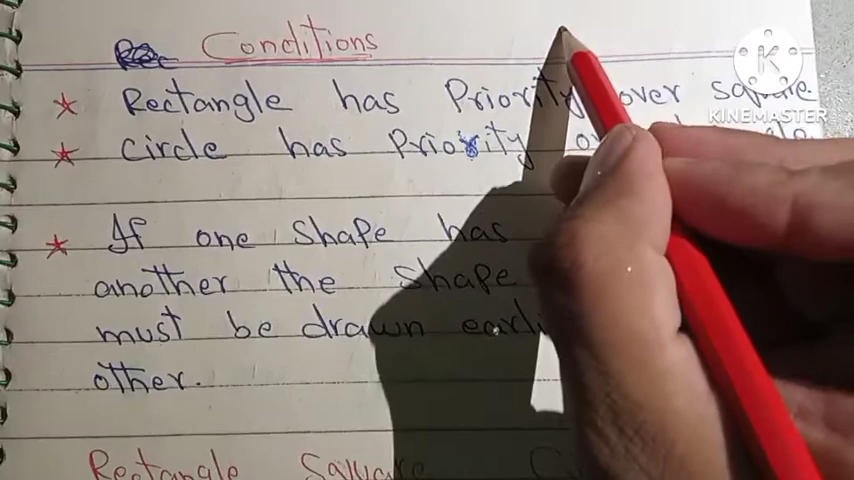 Conditions
K
KINEMASTER
* Rectangle has Priority over square
* Circle has Priority
* If one shape has
another the shape
must be drawn
other.
Rectangle Square